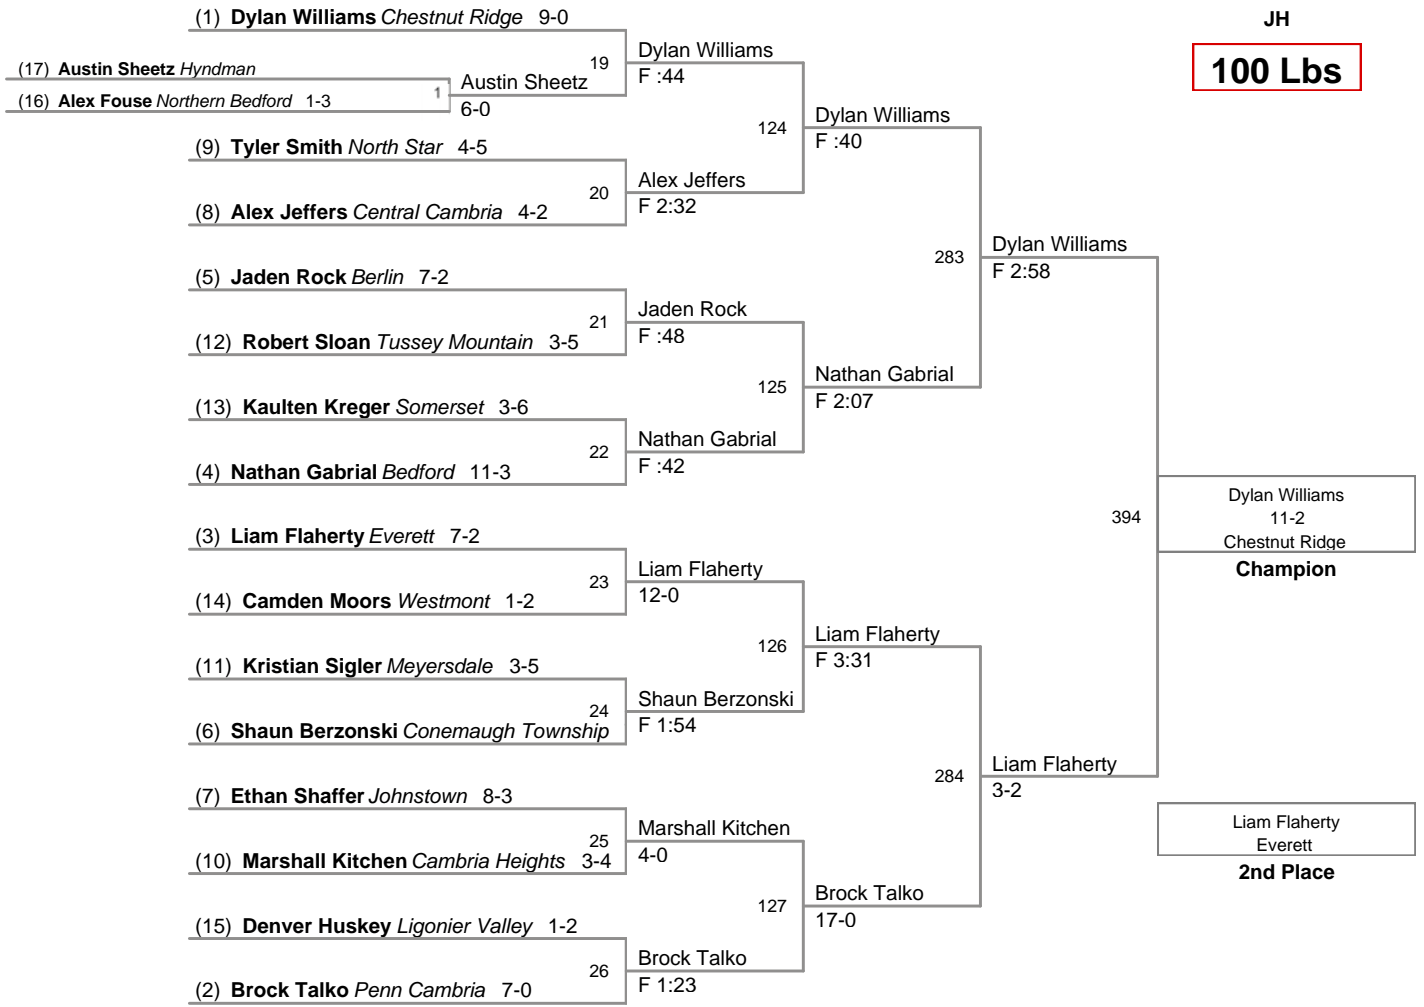 (1) Dylan Williams Chestnut Ridge 9-0
JH
100 Lbs
19
Dylan Williams
F :44
(17) Austin Sheetz Hyndman
(16) Alex Fouse Northern Bedford 1-3
1
Austin Sheetz
6-0
124
Dylan Williams
F :40
(9) Tyler Smith North Star 4-5
20
Alex Jeffers
F 2:32
(8) Alex Jeffers Central Cambria 4-2
283
Dylan Williams
F 2:58
(5) Jaden Rock Berlin 7-2
21
Jaden Rock
F :48
(12) Robert Sloan Tussey Mountain 3-5
125
Nathan Gabrial
F 2:07
(13) Kaulten Kreger Somerset 3-6
22
Nathan Gabrial
F :42
(4) Nathan Gabrial Bedford 11-3
394
Dylan Williams
11-2
Chestnut Ridge
Champion
(3) Liam Flaherty Everett 7-2
23
Liam Flaherty
12-0
(14) Camden Moors Westmont 1-2
126
Liam Flaherty
F 3:31
(11) Kristian Sigler Meyersdale 3-5
24
Shaun Berzonski
F 1:54
(6) Shaun Berzonski Conemaugh Township
284
Liam Flaherty
3-2
(7) Ethan Shaffer Johnstown 8-3
25
Marshall Kitchen
4-0
(10) Marshall Kitchen Cambria Heights 3-4
Liam Flaherty
Everett
2nd Place
127
Brock Talko
17-0
(15) Denver Huskey Ligonier Valley 1-2
26
Brock Talko
F 1:23
(2) Brock Talko Penn Cambria 7-0